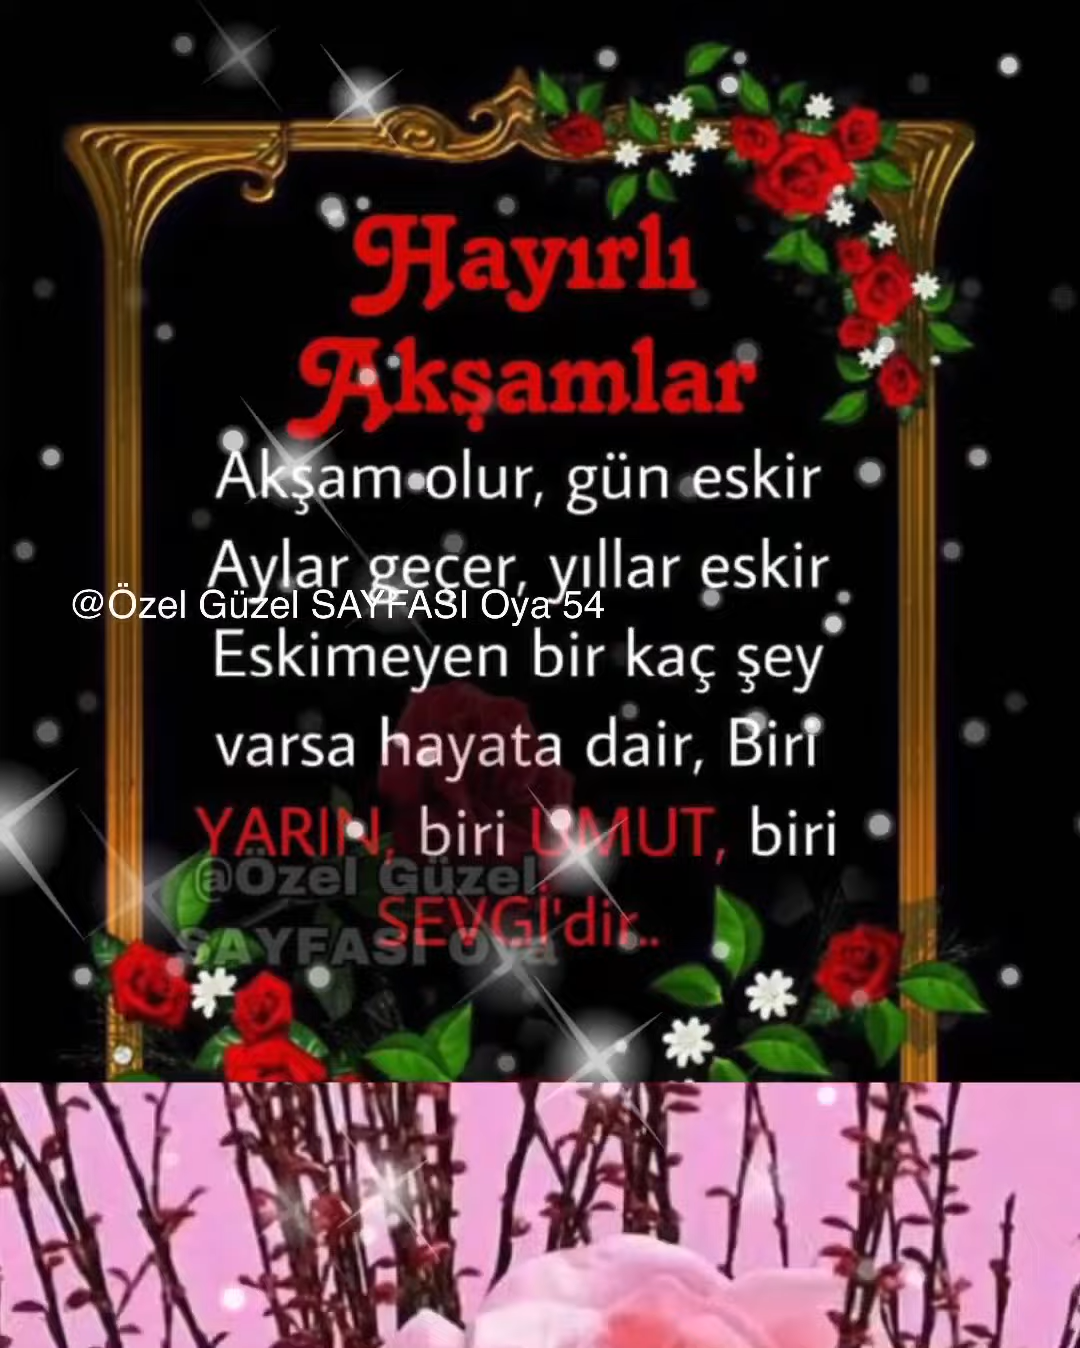 Hayırlı
Akşamlar
Akşam olur, gün eskir
Aylar geçer, yıllar eskir
@Özel Güzel SAYFASI Oya 54
Eskimeyen bir kaç şey
varsa hayata dair, Biri
YARIN, biri UMUT, biri
@Özel Güzel
SEVGİ'dir..
SAYFASI Oya